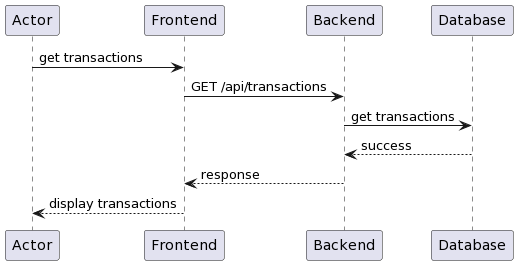 Actor Frontend Backend Database
get transactions
GET /api/transactions
get transactions
success
response
display transactions
Actor Frontend Backend Database